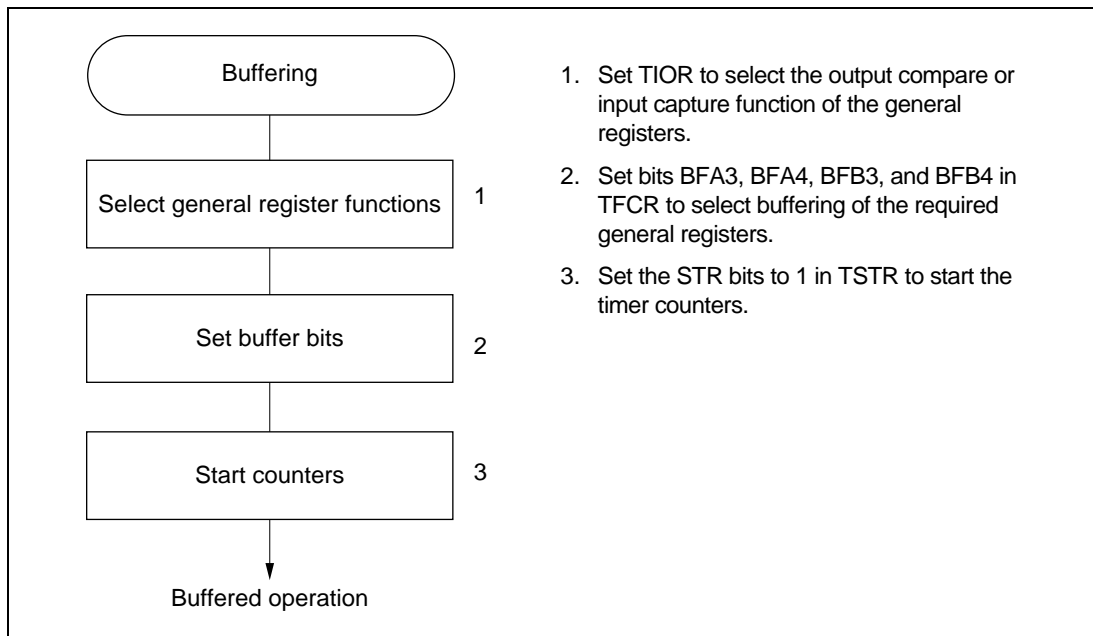 Buffering
Select general register functions
1
Set buffer bits
2
Start counters
3
Buffered operation
1. Set TIOR to select the output compare or
input capture function of the general
registers.
2. Set bits BFA3, BFA4, BFB3, and BFB4 in
TFCR to select buffering of the required
general registers.
3. Set the STR bits to 1 in TSTR to start the
timer counters.